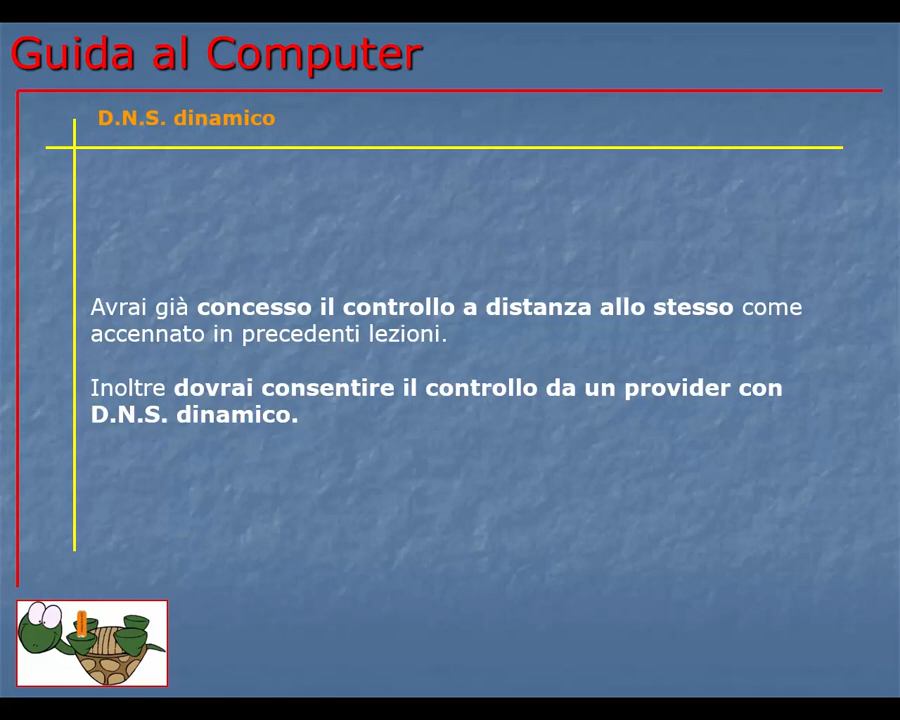 Guida al Computer
D.N.S. dinamico
Avrai già concesso il controllo a distanza allo stesso come
accennato in precedenti lezioni.
Inoltre dovrai consentire il controllo da un provider con
D.N.S. dinamico.